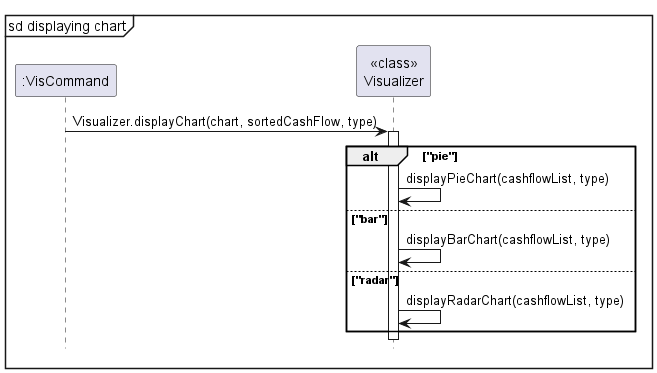 sd displaying chart
:VisCommand
«class»
Visualizer
Visualizer.displayChart(chart, sortedCashFlow, type)
alt ["pie"]
displayPieChart(cashflowList, type)
["bar"]
displayBarChart(cashflowList, type)
["radar"]
displayRadarChart(cashflowList, type)